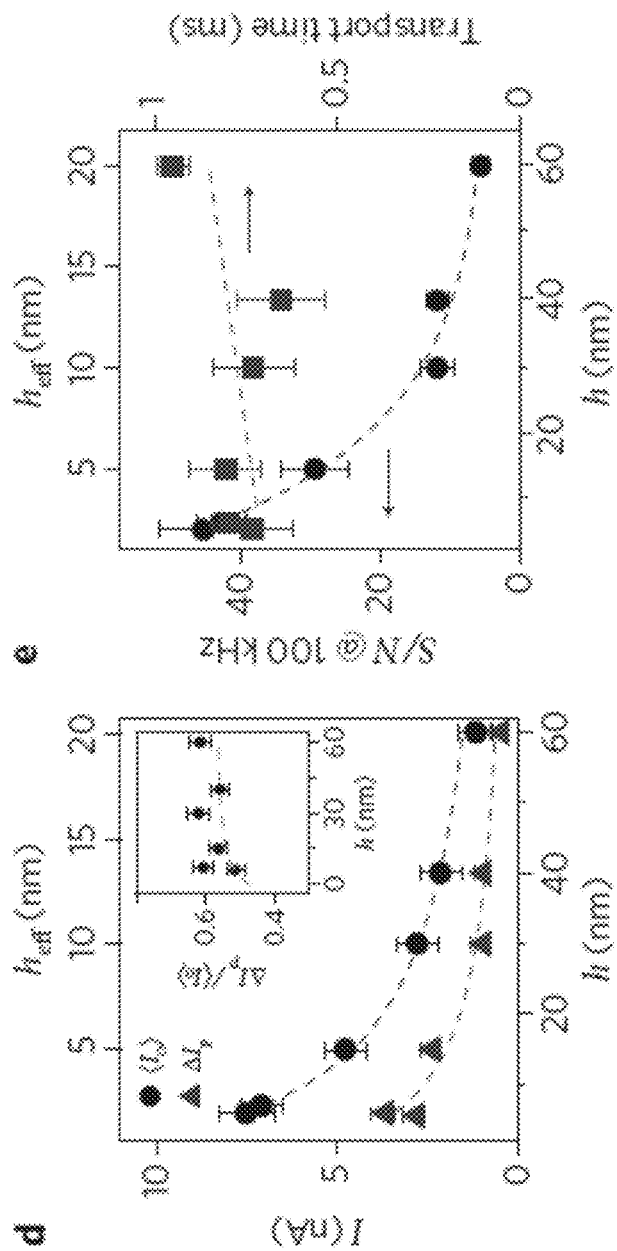 d
h_eff (nm)
5 10 15 20
I (nA)
10
5
0
⟨I_o⟩
ΔI_p
ΔI_p/⟨I_o⟩
0.6
0.4
0 30 60
h (nm)
20 40 60
h (nm)
e
h_eff (nm)
5 10 15 20
S/N @ 100 kHz
40
20
0
1
0.5
0
Transport time (ms)
20 40 60
h (nm)